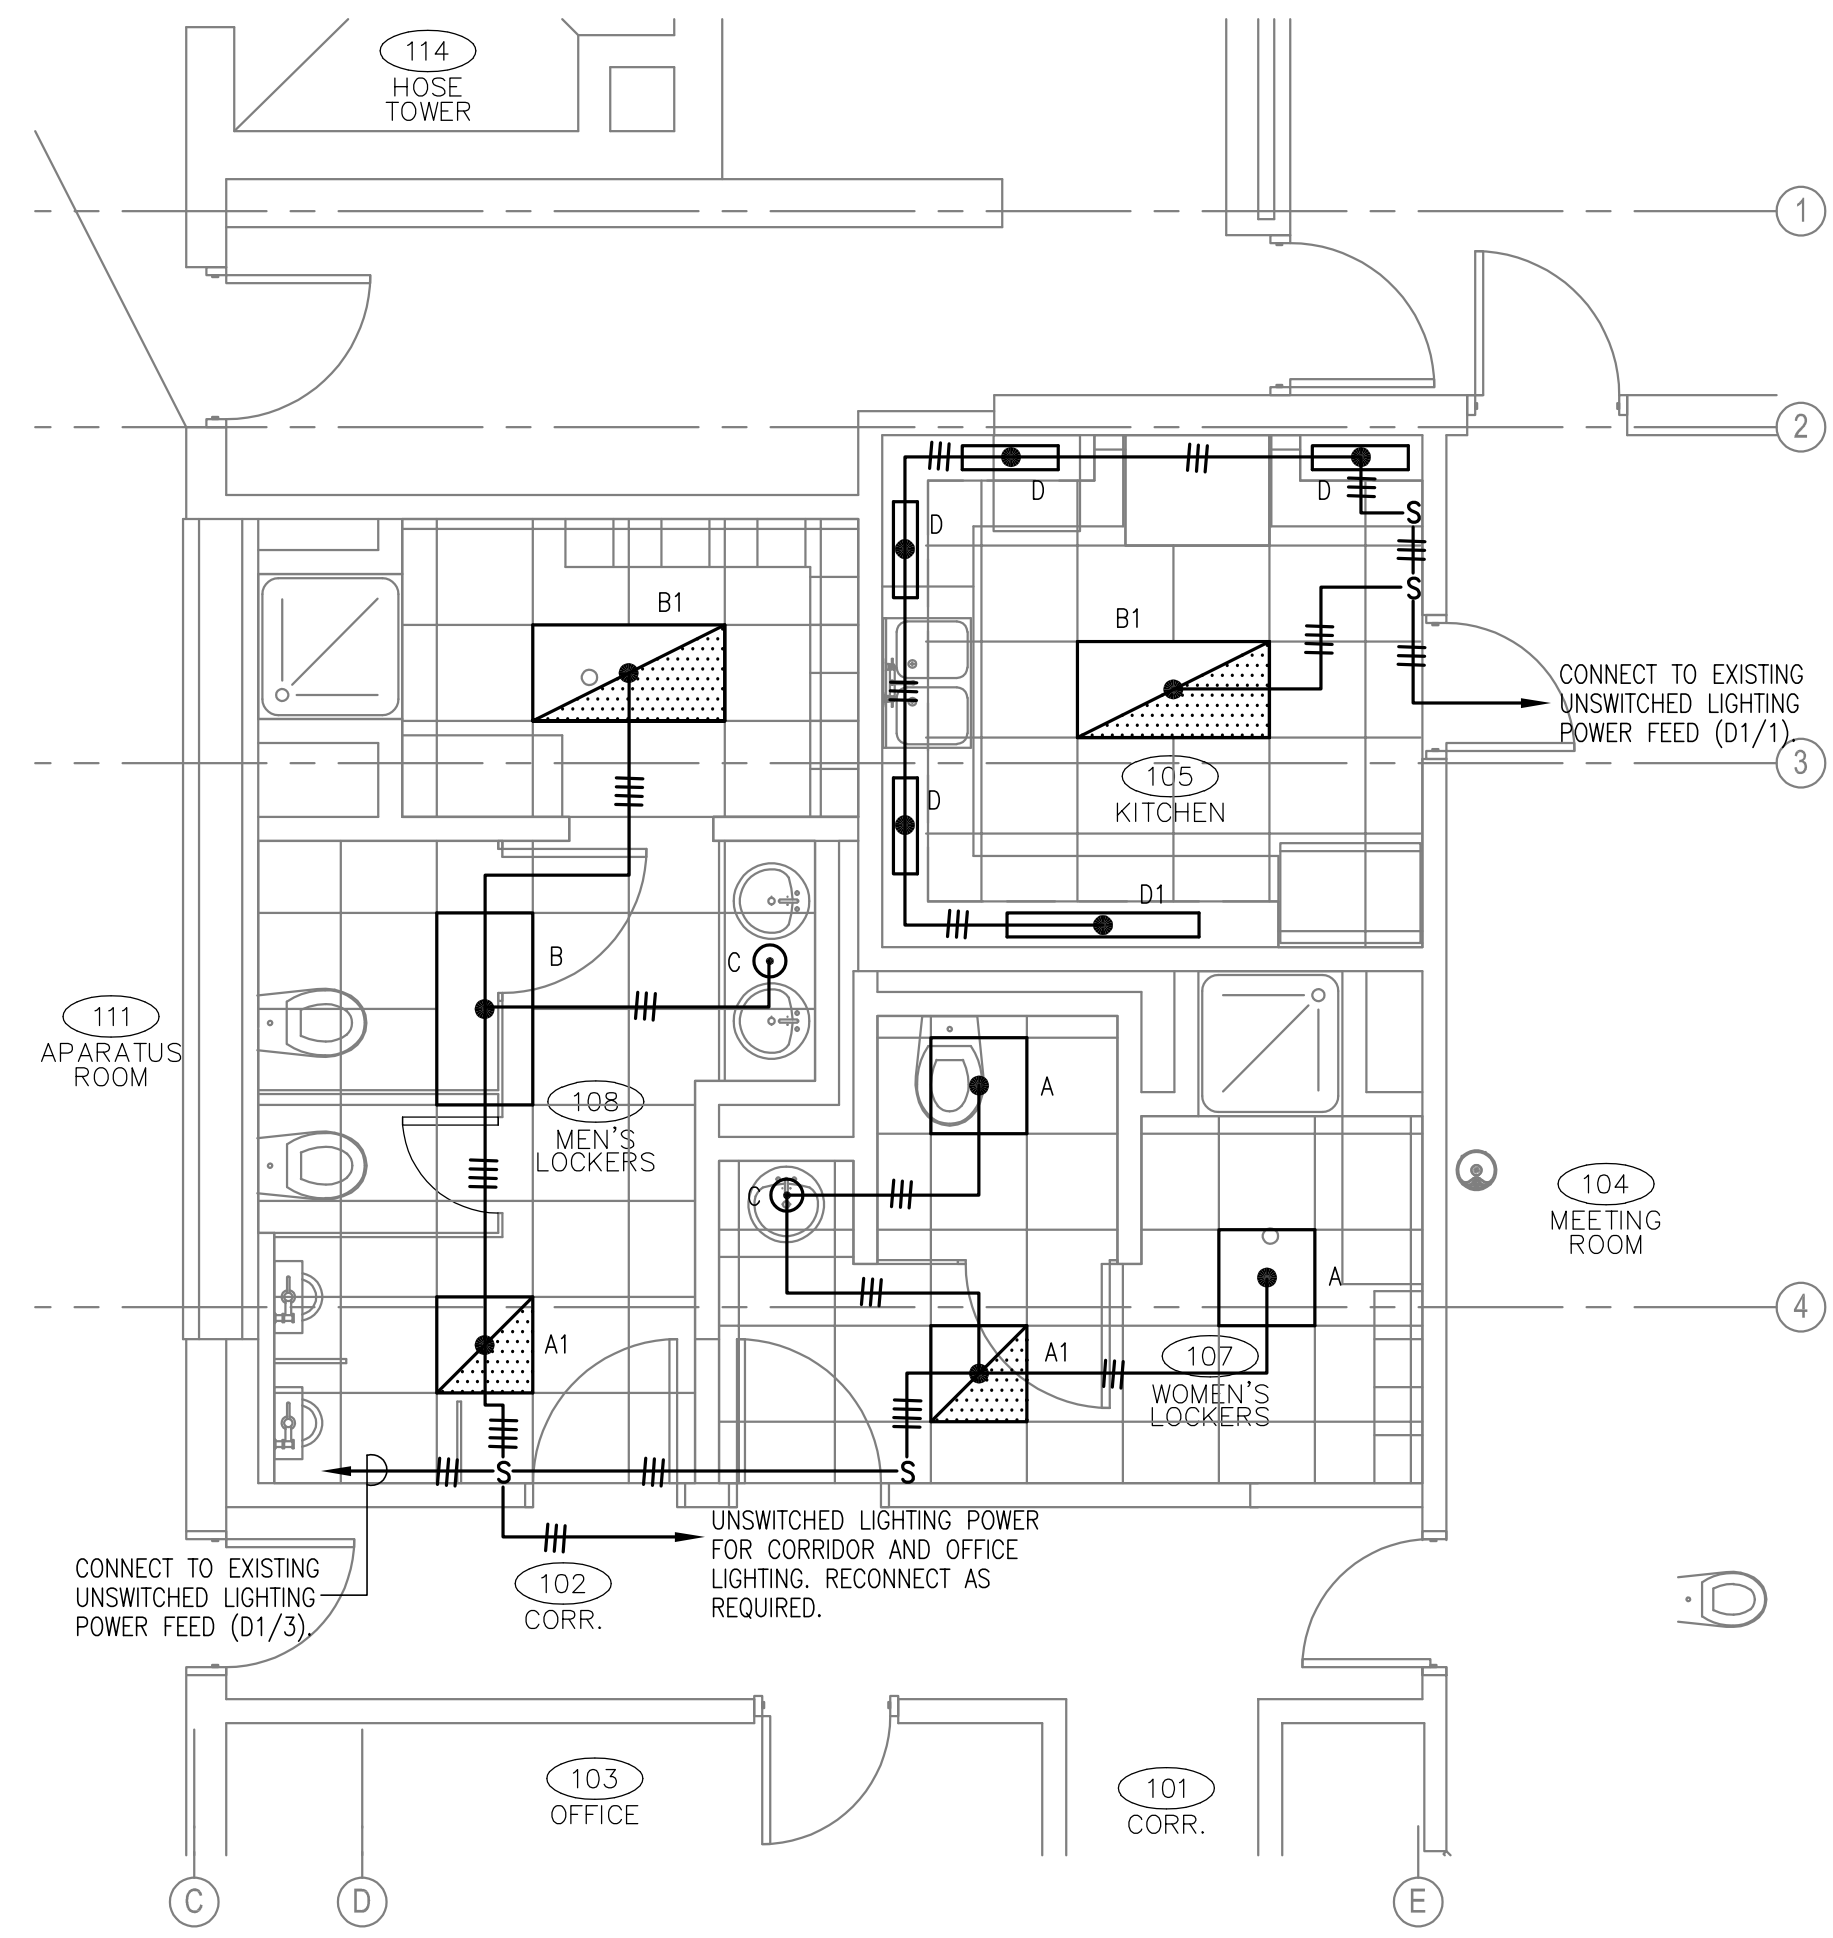 114
HOSE
TOWER
1
2
D
D
S
D
S
B1
B1
CONNECT TO EXISTING
UNSWITCHED LIGHTING
POWER FEED (D1/1).
3
105
KITCHEN
D
D1
B
C
111
APARATUS
ROOM
108
MEN'S
LOCKERS
A
C
104
MEETING
ROOM
A
4
A1
A1
107
WOMEN'S
LOCKERS
S
S
UNSWITCHED LIGHTING POWER
FOR CORRIDOR AND OFFICE
LIGHTING. RECONNECT AS
REQUIRED.
CONNECT TO EXISTING
UNSWITCHED LIGHTING
POWER FEED (D1/3).
102
CORR.
103
OFFICE
101
CORR.
C
D
E